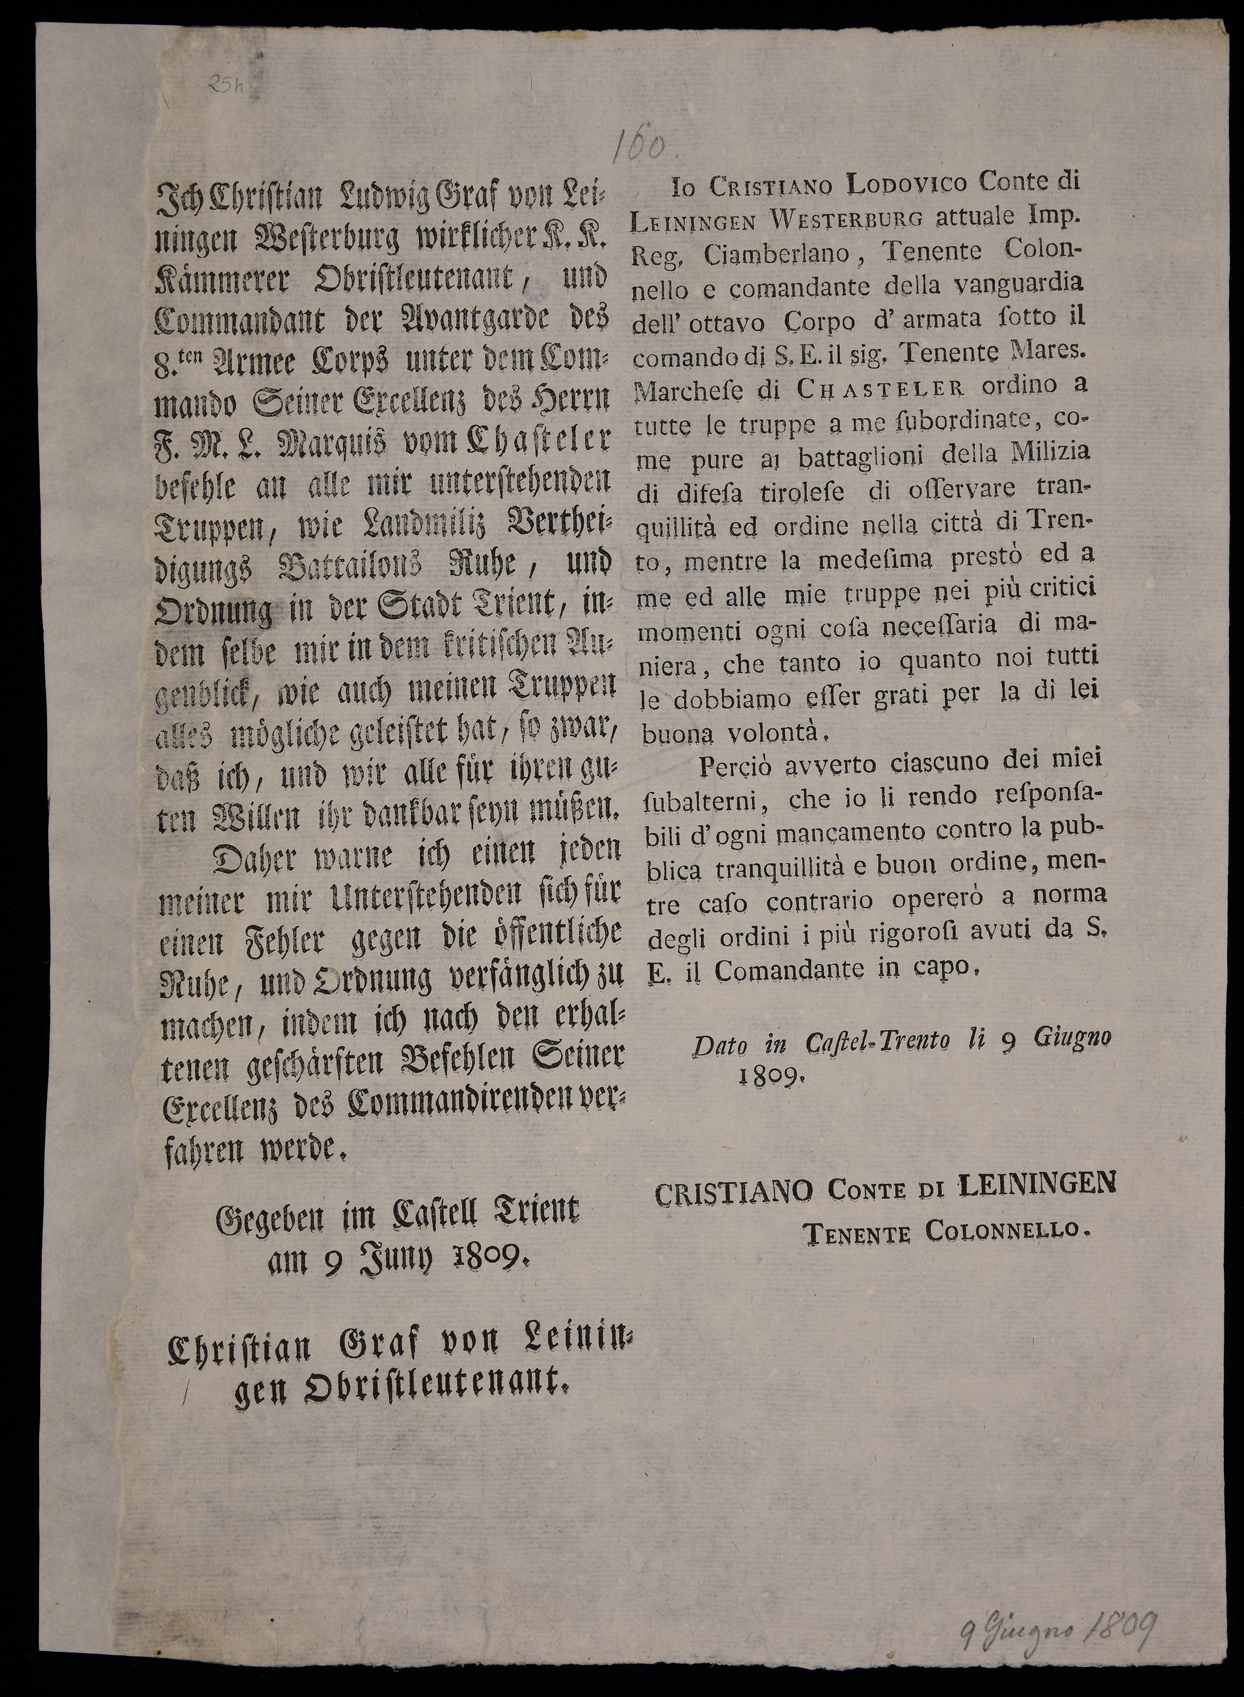 25h
160.
Ich Chriſtian Ludwig Graf von Lei⸗
ningen Weſterburg wirklicher K. K.
Kämmerer Obriſtleutenant, und
Commandant der Avantgarde des
8.ten Armee Corps unter dem Com⸗
mando Seiner Excellenz des Herrn
F. M. L. Marquis vom Chaſteler
befehle an alle mir unterſtehenden
Truppen, wie Landmiliz Verthei⸗
digungs Battailons Ruhe, und
Ordnung in der Stadt Trient, in⸗
dem ſelbe mir in dem kritiſchen Au⸗
genblick, wie auch meinen Truppen
alles mögliche geleiſtet hat, ſo zwar,
daß ich, und wir alle für ihren gu⸗
ten Willen ihr dankbar ſeyn müßen.
Daher warne ich einen jeden
meiner mir Unterſtehenden ſich für
einen Fehler gegen die öffentliche
Ruhe, und Ordnung verfänglich zu
machen, indem ich nach den erhal⸗
tenen geſchärften Befehlen Seiner
Excellenz des Commandirenden ver⸗
fahren werde.
Gegeben im Caſtell Trient
am 9 Juny 1809.
Chriſtian Graf von Leinin⸗
gen Obriſtleutenant.
Io CRISTIANO LODOVICO Conte di
LEININGEN WESTERBURG attuale Imp.
Reg. Ciamberlano, Tenente Colon-
nello e comandante della vanguardia
dell' ottavo Corpo d' armata ſotto il
comando di S. E. il sig. Tenente Mares.
Marcheſe di CHASTELER ordino a
tutte le truppe a me ſubordinate, co-
me pure ai battaglioni della Milizia
di difeſa tiroleſe di oſſervare tran-
quillità ed ordine nella città di Tren-
to, mentre la medeſima prestò ed a
me ed alle mie truppe nei più critici
momenti ogni coſa neceſſaria di ma-
niera, che tanto io quanto noi tutti
le dobbiamo eſſer grati per la di lei
buona volontà.
Perciò avverto ciascuno dei miei
ſubalterni, che io li rendo reſponſa-
bili d' ogni mancamento contro la pub-
blica tranquillità e buon ordine, men-
tre caſo contrario opererò a norma
degli ordini i più rigoroſi avuti da S.
E. il Comandante in capo.
Dato in Caſtel-Trento li 9 Giugno
1809.
CRISTIANO CONTE DI LEININGEN
TENENTE COLONNELLO.
9 Giugno 1809